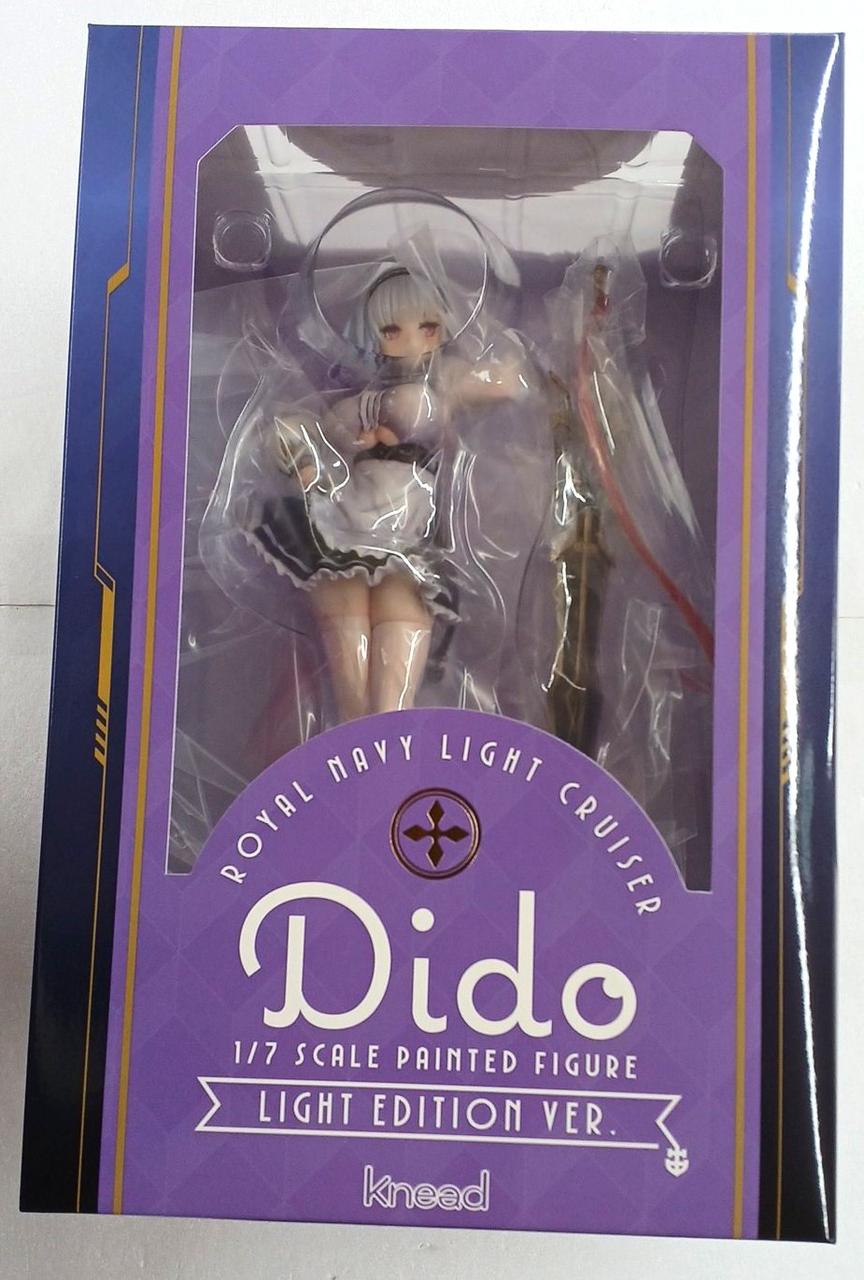 ROYAL NAVY LIGHT CRUISER
Dido
1/7 SCALE PAINTED FIGURE
LIGHT EDITION VER.
Knead